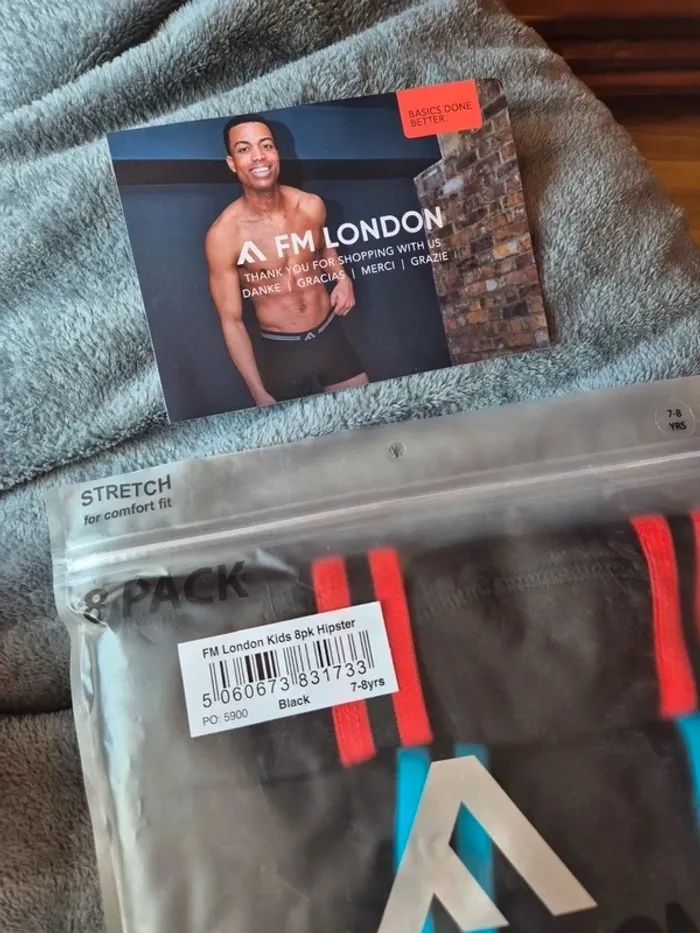 BASICS DONE
BETTER.
FM LONDON
THANK YOU FOR SHOPPING WITH US
DANKE | GRACIAS | MERCI | GRAZIE
7-8
YRS
STRETCH
for comfort fit
8 PACK
FM London Kids 8pk Hipster
5 060673 831733
Black 7-8yrs
PO: 5900